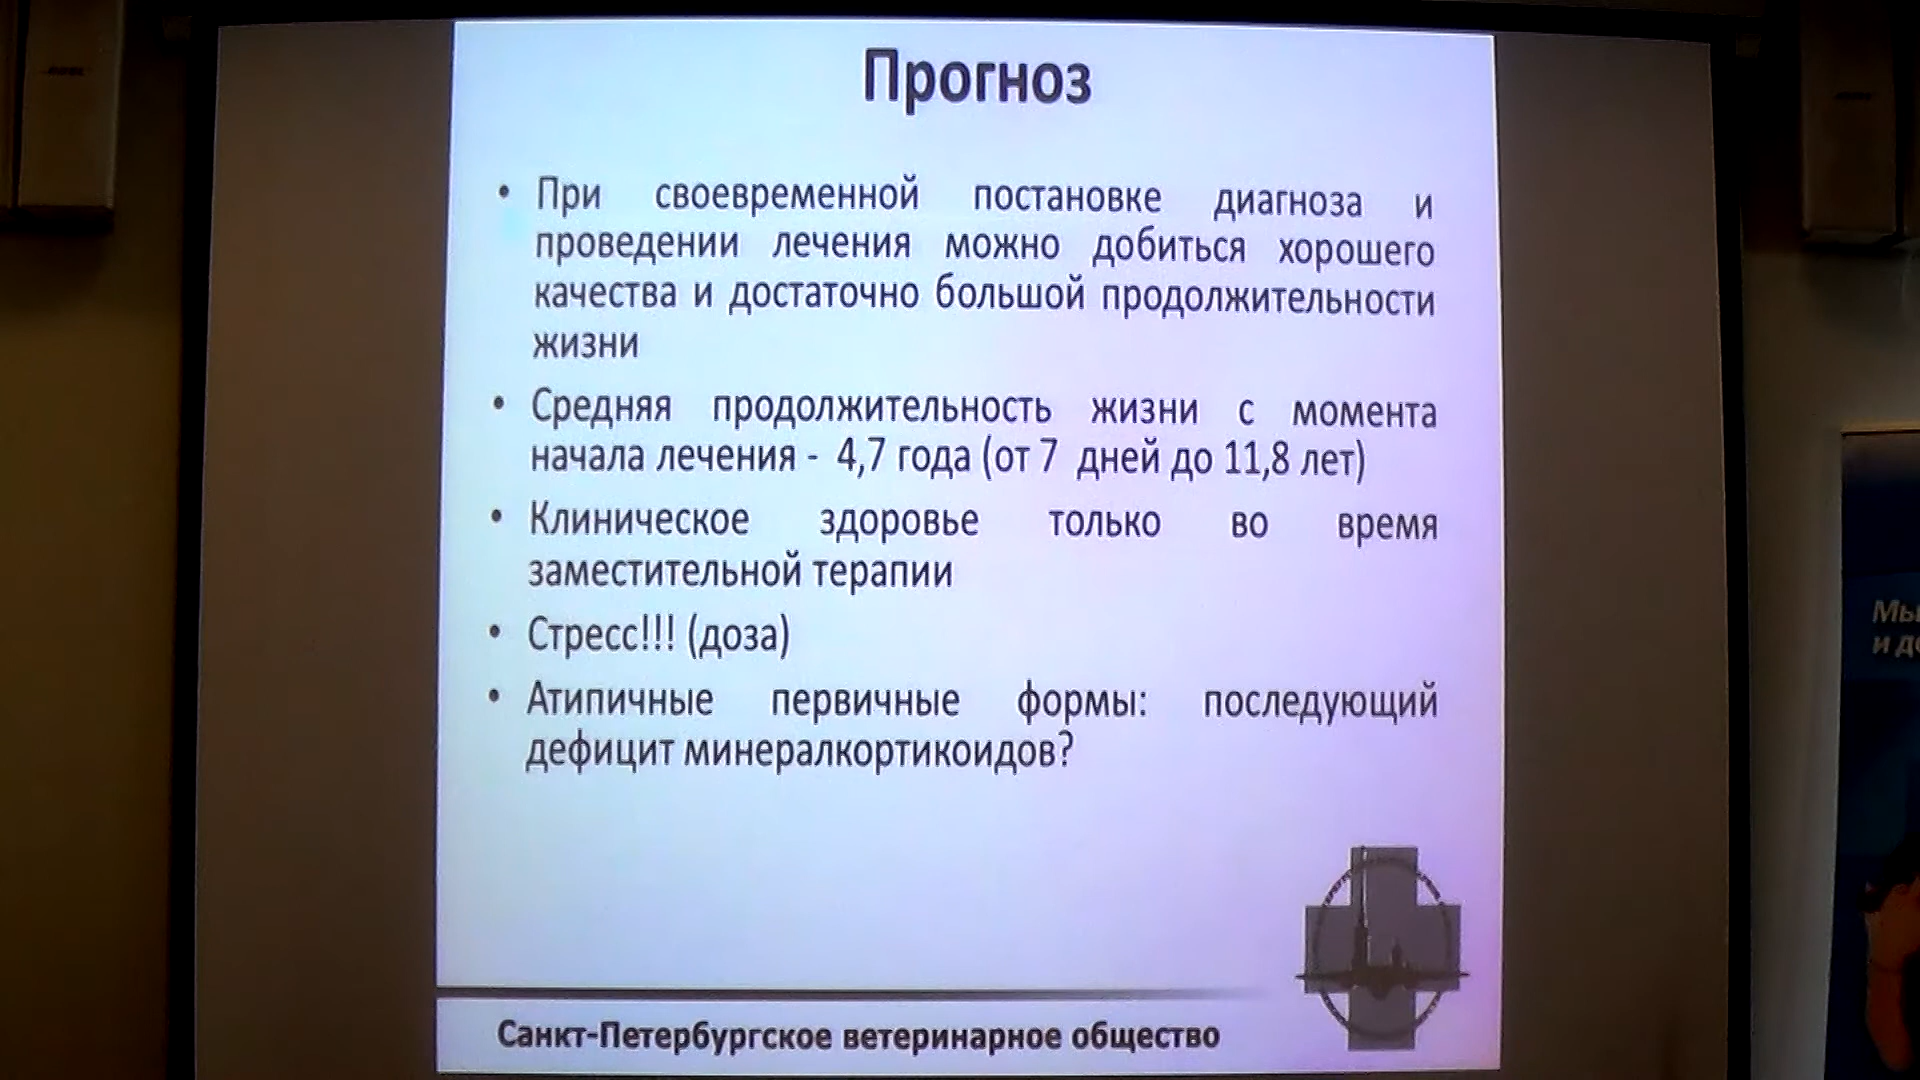 Прогноз
• При своевременной постановке диагноза и
проведении лечения можно добиться хорошего
качества и достаточно большой продолжительности
жизни
• Средняя продолжительность жизни с момента
начала лечения - 4,7 года (от 7 дней до 11,8 лет)
• Клиническое здоровье только во время
заместительной терапии
• Стресс!!! (доза)
• Атипичные первичные формы: последующий
дефицит минералкортикоидов?
Санкт-Петербургское ветеринарное общество
Мы